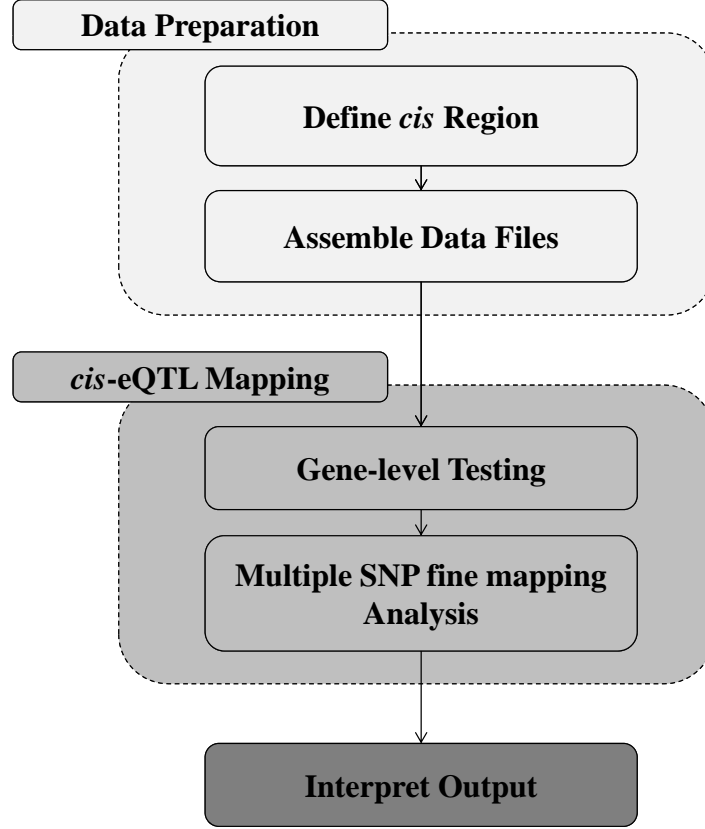 Data Preparation
Define cis Region
Assemble Data Files
cis-eQTL Mapping
Gene-level Testing
Multiple SNP fine mapping
Analysis
Interpret Output